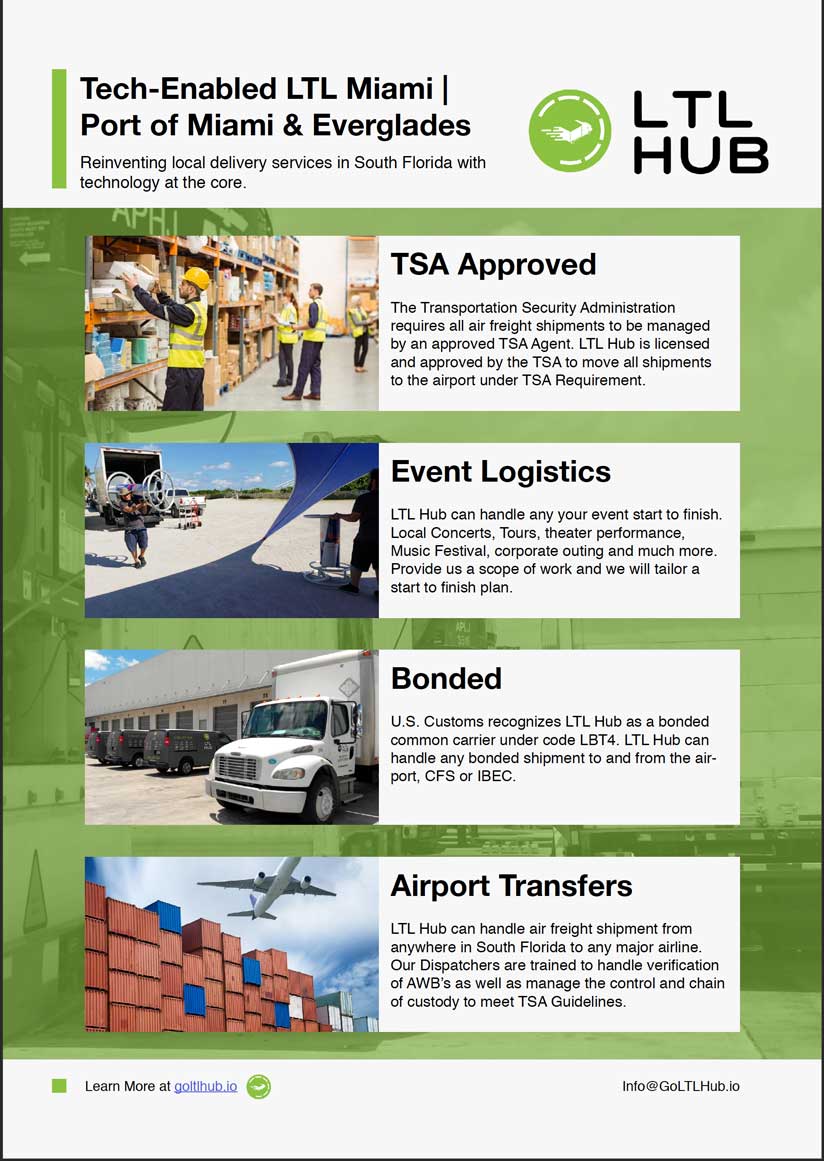 Tech-Enabled LTL Miami |
Port of Miami & Everglades
Reinventing local delivery services in South Florida with
technology at the core.
LTL
HUB
APH
TSA Approved
The Transportation Security Administration
requires all air freight shipments to be managed
by an approved TSA Agent. LTL Hub is licensed
and approved by the TSA to move all shipments
to the airport under TSA Requirement.
Event Logistics
LTL Hub can handle any your event start to finish.
Local Concerts, Tours, theater performance,
Music Festival, corporate outing and much more.
Provide us a scope of work and we will tailor a
start to finish plan.
Bonded
U.S. Customs recognizes LTL Hub as a bonded
common carrier under code LBT4. LTL Hub can
handle any bonded shipment to and from the air-
port, CFS or IBEC.
LTL
HUB
Airport Transfers
LTL Hub can handle air freight shipment from
anywhere in South Florida to any major airline.
Our Dispatchers are trained to handle verification
of AWB's as well as manage the control and chain
of custody to meet TSA Guidelines.
Learn More at goltlhub.io
Info@GoLTLHub.io